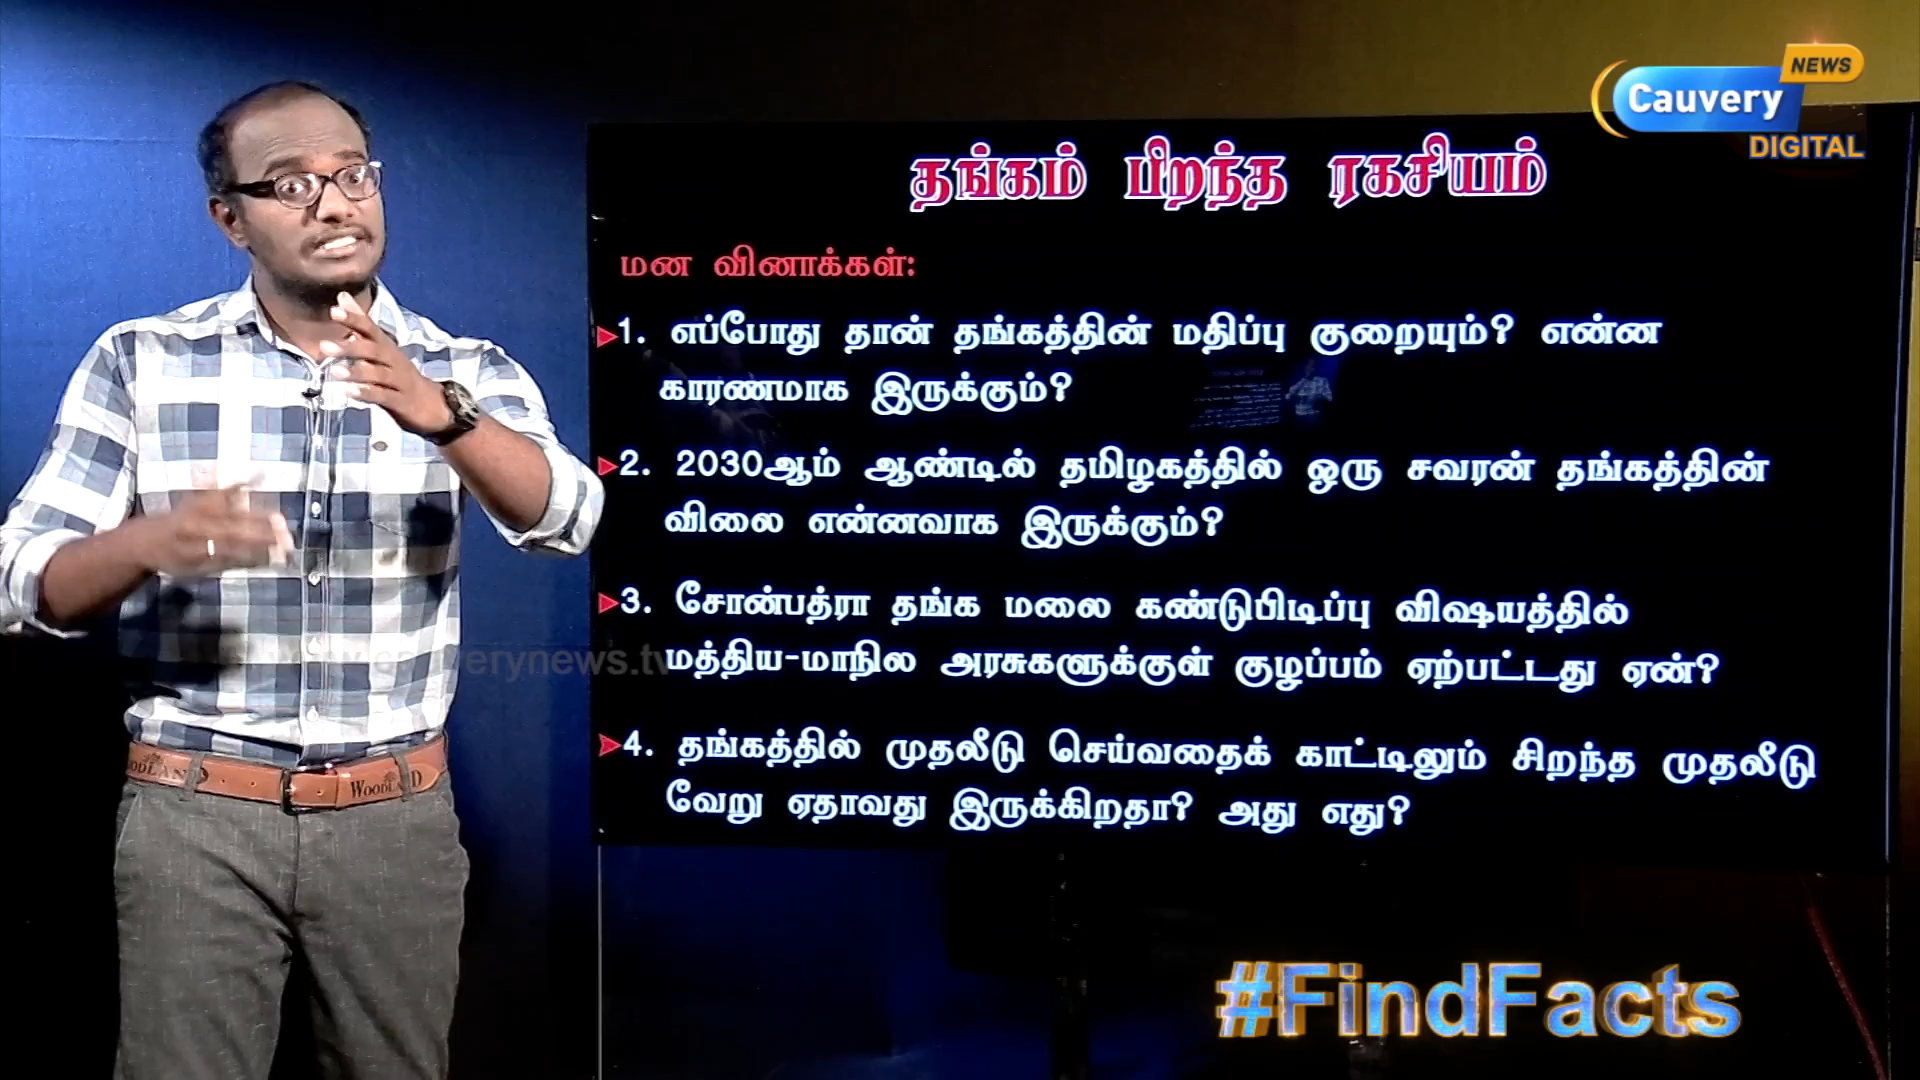 NEWS
Cauvery
DIGITAL
தங்கம் பிறந்த ரகசியம்
மன வினாக்கள்:
1. எப்போது தான் தங்கத்தின் மதிப்பு குறையும்? என்ன
காரணமாக இருக்கும்?
2. 2030ஆம் ஆண்டில் தமிழகத்தில் ஒரு சவரன் தங்கத்தின்
விலை என்னவாக இருக்கும்?
3. சோன்பத்ரா தங்க மலை கண்டுபிடிப்பு விஷயத்தில்
மத்திய-மாநில அரசுகளுக்குள் குழப்பம் ஏற்பட்டது ஏன்?
4. தங்கத்தில் முதலீடு செய்வதைக் காட்டிலும் சிறந்த முதலீடு
வேறு ஏதாவது இருக்கிறதா? அது எது?
WOODLAND
#FindFacts